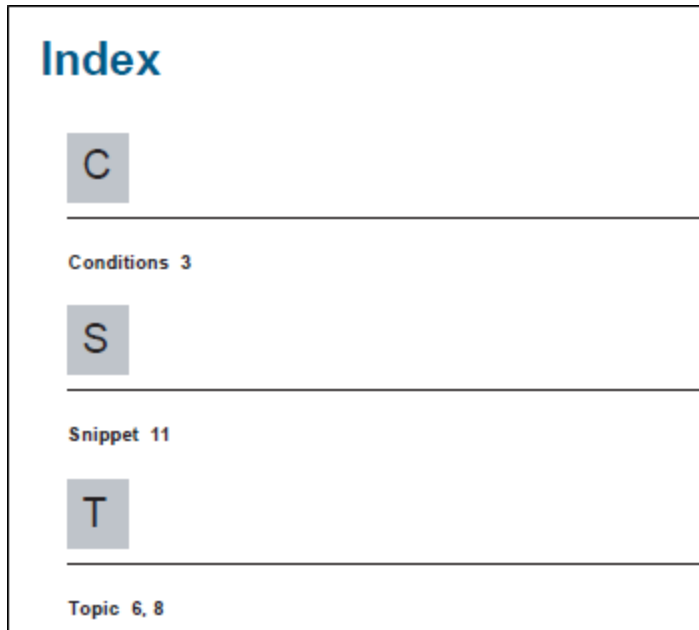 Index
C
Conditions 3
S
Snippet 11
T
Topic 6, 8